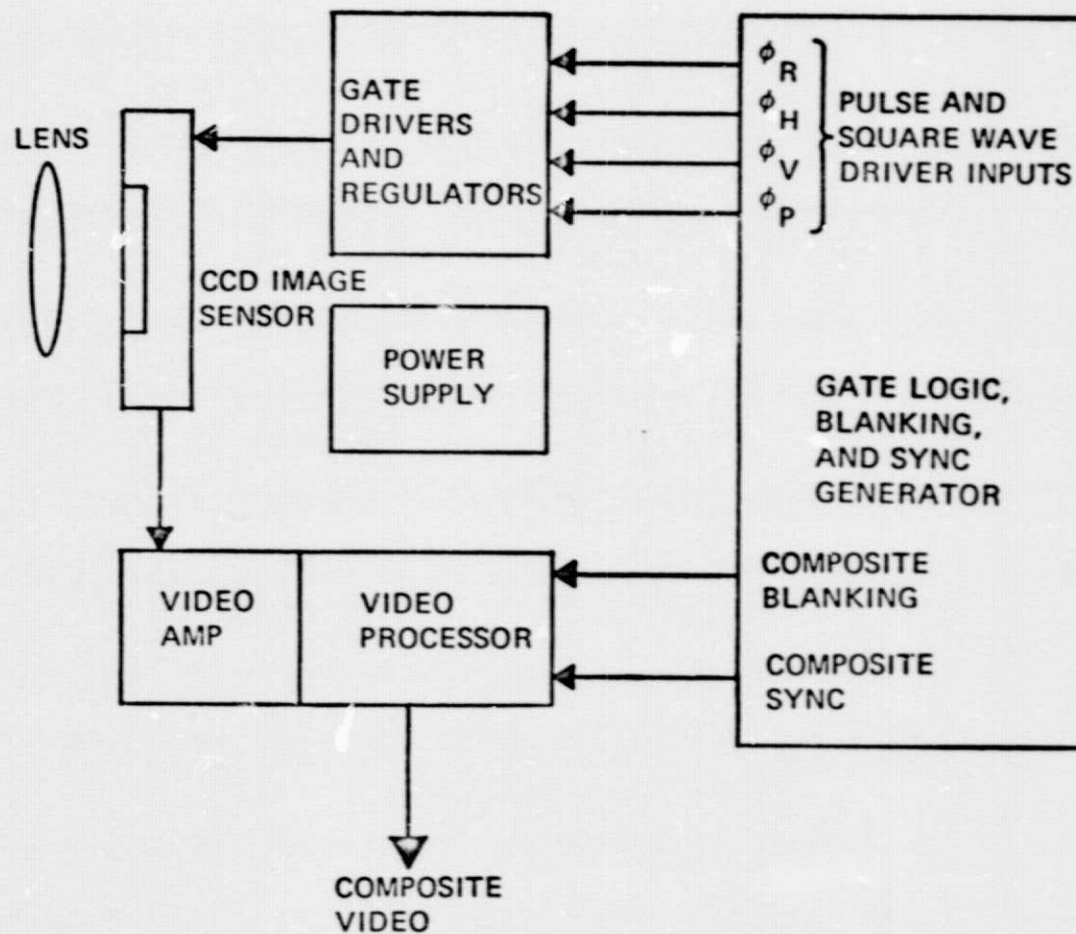 LENS
CCD IMAGE
SENSOR
GATE
DRIVERS
AND
REGULATORS
POWER
SUPPLY
ϕR
ϕH
ϕV
ϕP
PULSE AND
SQUARE WAVE
DRIVER INPUTS
GATE LOGIC,
BLANKING,
AND SYNC
GENERATOR
COMPOSITE
BLANKING
COMPOSITE
SYNC
VIDEO
AMP
VIDEO
PROCESSOR
COMPOSITE
VIDEO